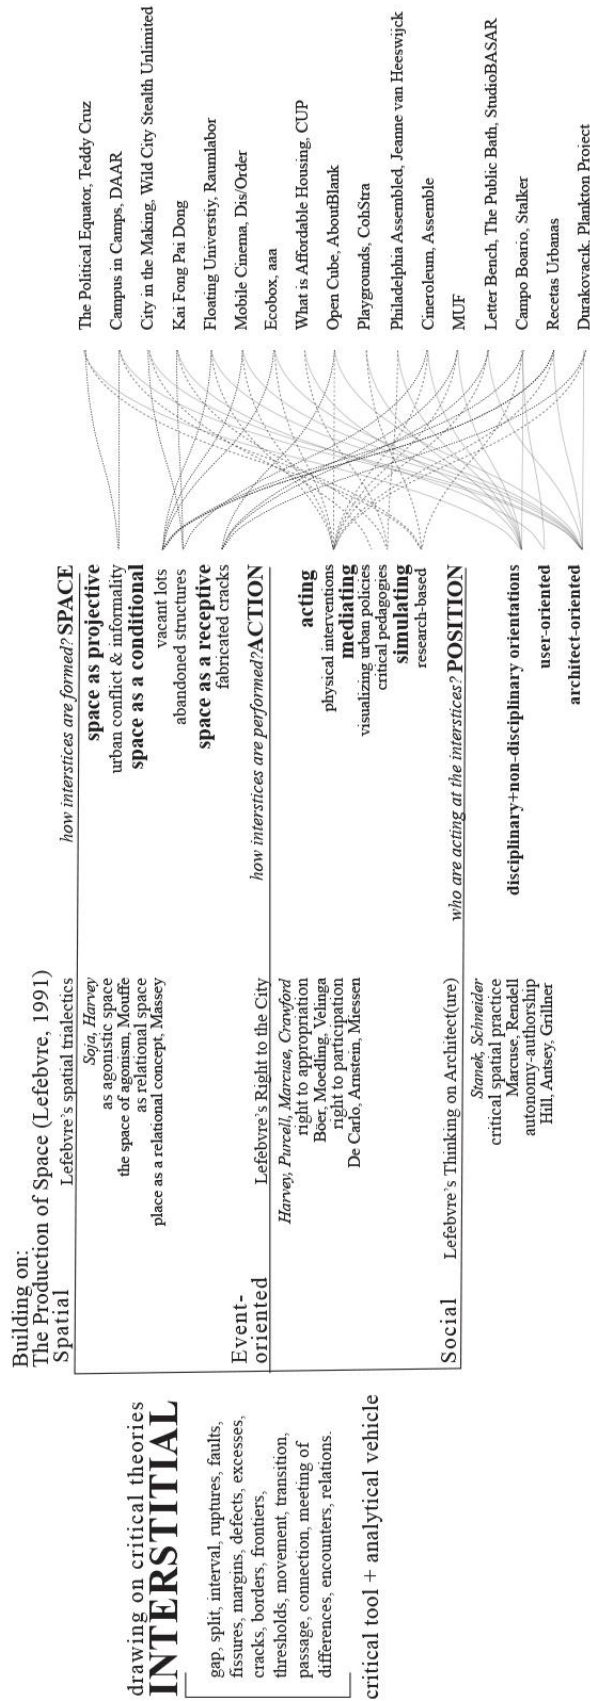 drawing on critical theories
INTERSTITIAL
gap, split, interval, ruptures, faults,
fissures, margins, defects, excesses,
cracks, borders, frontiers,
thresholds, movement, transition,
passage, connection, meeting of
differences, encounters, relations.
critical tool + analytical vehicle
Building on:
The Production of Space (Lefebvre, 1991)
Spatial
Lefebvre's spatial trialectics
Soja, Harvey
as agonistic space
the space of agonism, Mouffe
as relational space
place as a relational concept, Massey
Event-
oriented
Lefebvre's Right to the City
Harvey, Purcell, Marcuse, Crawford
right to appropriation
Böer, Moedling, Velinga
right to participation
De Carlo, Arnstein, Miessen
Social
Lefebvre's Thinking on Architect(ure)
Stanek, Schneider
critical spatial practice
Marcuse, Rendell
autonomy-authorship
Hill, Antsey, Grillner
how interstices are formed? SPACE
space as projective
urban conflict & informality
space as a conditional
vacant lots
abandoned structures
space as a receptive
fabricated cracks
how interstices are performed?ACTION
acting
physical interventions
mediating
visualizing urban policies
critical pedagogies
simulating
research-based
who are acting at the interstices? POSITION
disciplinary+non-disciplinary orientations
user-oriented
architect-oriented
The Political Equator, Teddy Cruz
Campus in Camps, DAAR
City in the Making, Wild City Stealth Unlimited
Kai Fong Pai Dong
Floating Universtiy, Raumlabor
Mobile Cinema, Dis/Order
Ecobox, aaa
What is Affordable Housing, CUP
Open Cube, AboutBlank
Playgrounds, CohStra
Philadelphia Assembled, Jeanne van Heeswijck
Cineroleum, Assemble
MUF
Letter Bench, The Public Bath, StudioBASAR
Campo Boario, Stalker
Recetas Urbanas
Durakovacık, Plankton Project